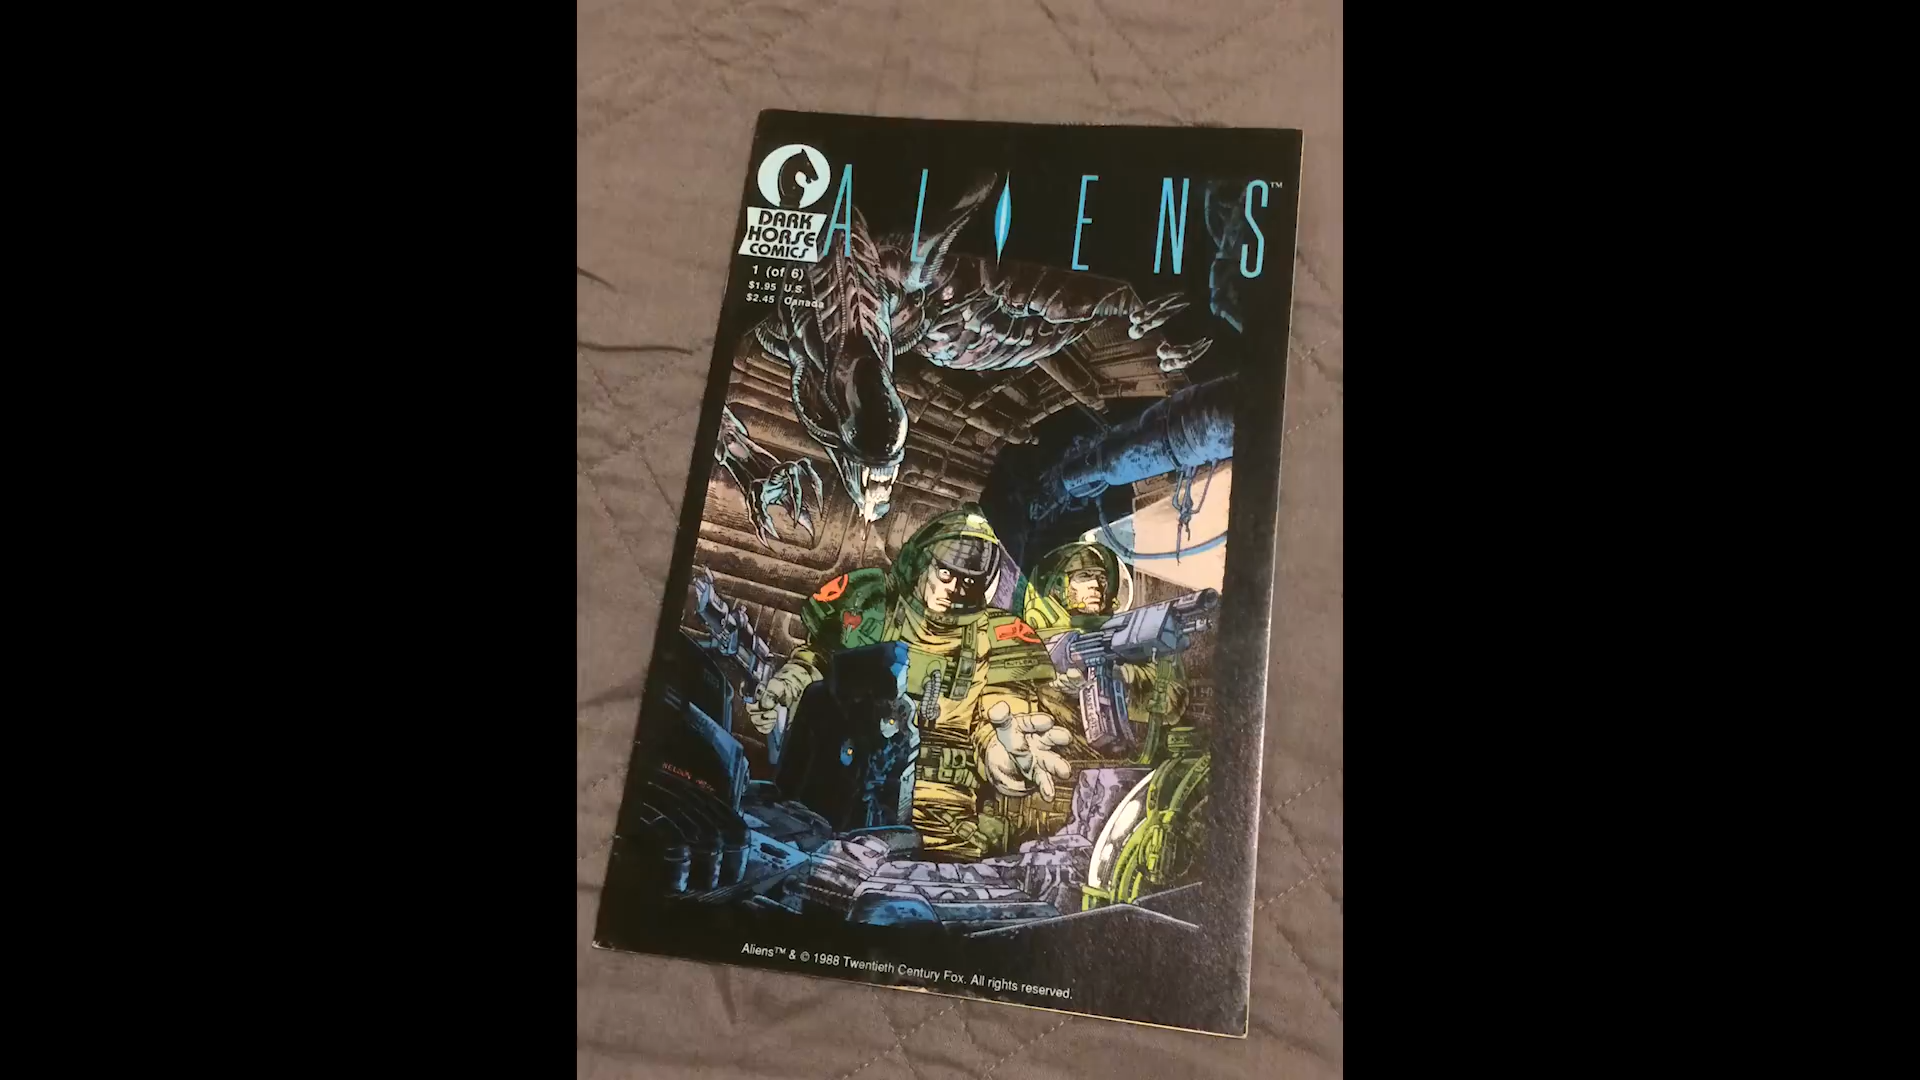 DARK
HORSE
COMICS
ALIENS™
1 (of 6)
$1.95 U.S.
$2.45 Canada
NELSON
Aliens™ & © 1988 Twentieth Century Fox. All rights reserved.